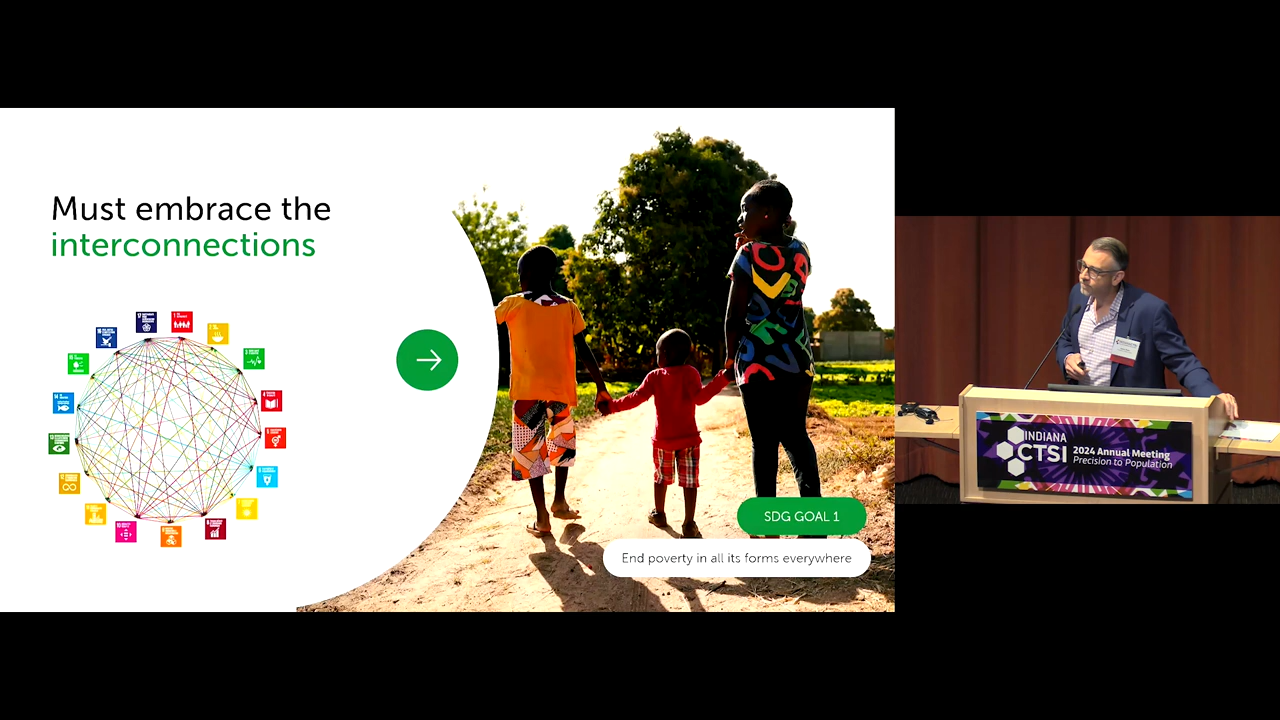 Must embrace the
interconnections
SDG GOAL 1
End poverty in all its forms everywhere
INDIANA
CTSI
2024 Annual Meeting
Precision to Population